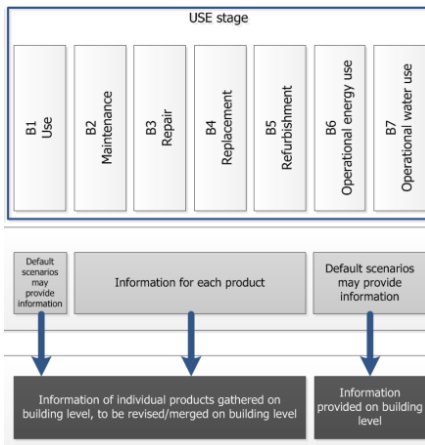 USE stage
B1
Use
B2
Maintenance
B3
Repair
B4
Replacement
B5
Refurbishment
B6
Operational energy use
B7
Operational water use
Default
scenarios
may
provide
information
Information for each product
Default scenarios
may provide
information
Information of individual products gathered on
building level, to be revised/merged on building level
Information
provided on building
level